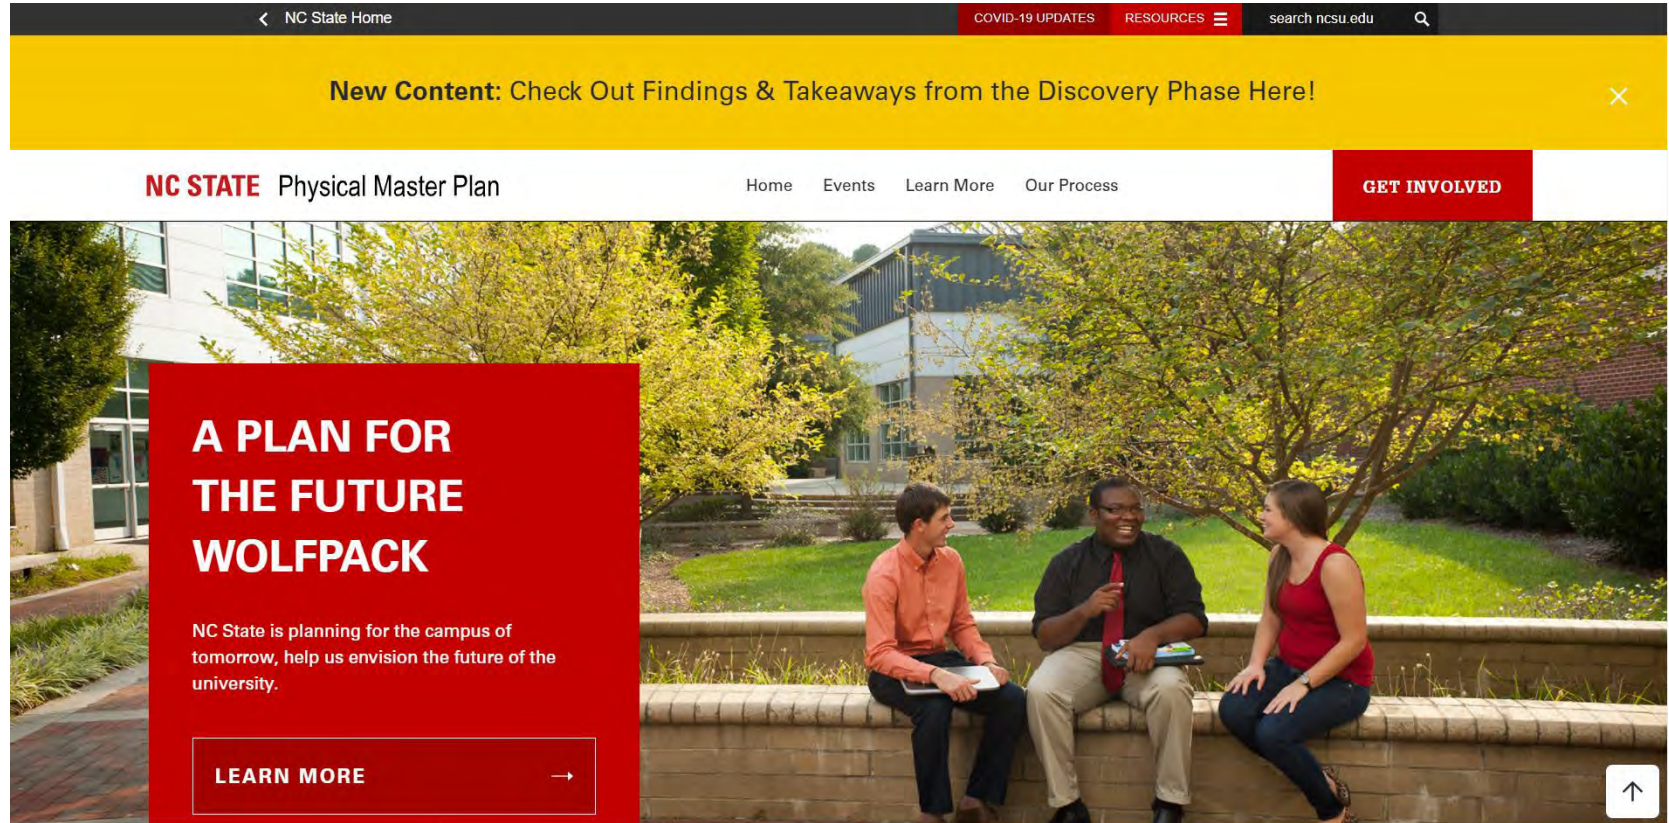 NC State Home
COVID-19 UPDATES
RESOURCES
search ncsu.edu
New Content: Check Out Findings & Takeaways from the Discovery Phase Here!
NC STATE Physical Master Plan
Home
Events
Learn More
Our Process
GET INVOLVED
A PLAN FOR
THE FUTURE
WOLFPACK
NC State is planning for the campus of
tomorrow, help us envision the future of the
university.
LEARN MORE